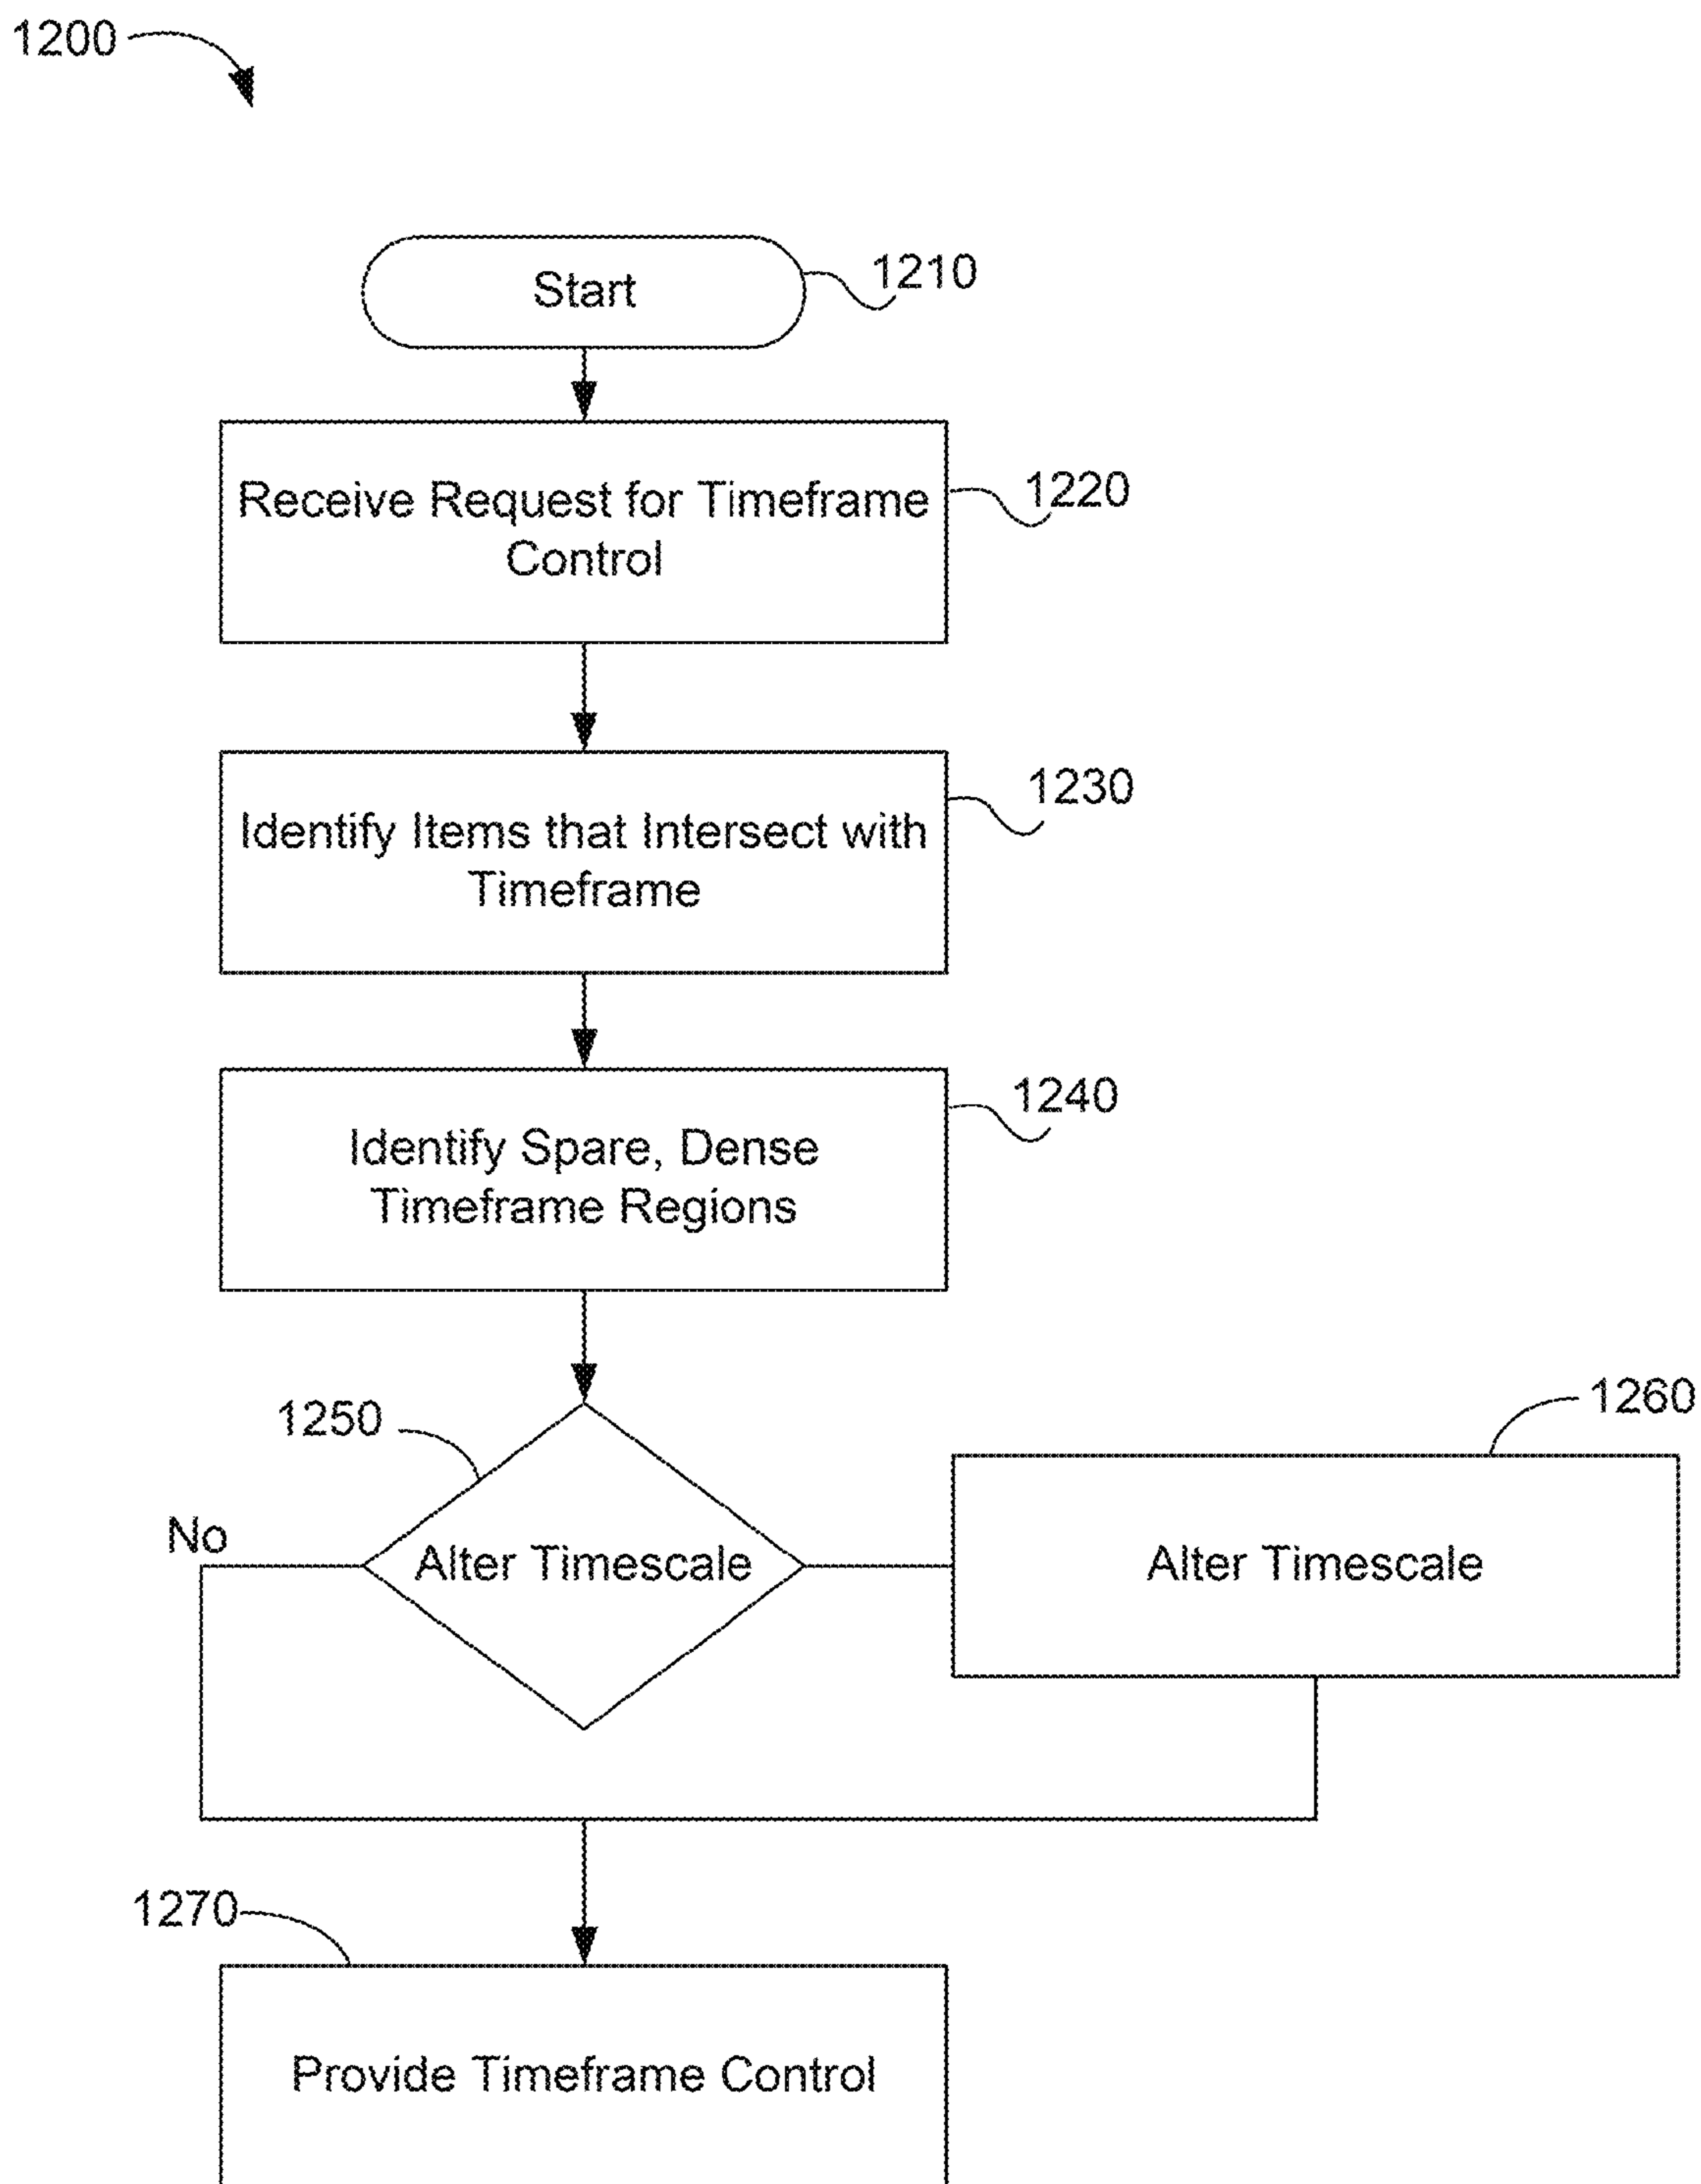 1200
Start
1210
Receive Request for Timeframe
Control
1220
Identify Items that Intersect with
Timeframe
1230
Identify Spare, Dense
Timeframe Regions
1240
1250
No
Alter Timescale
1260
Alter Timescale
1270
Provide Timeframe Control